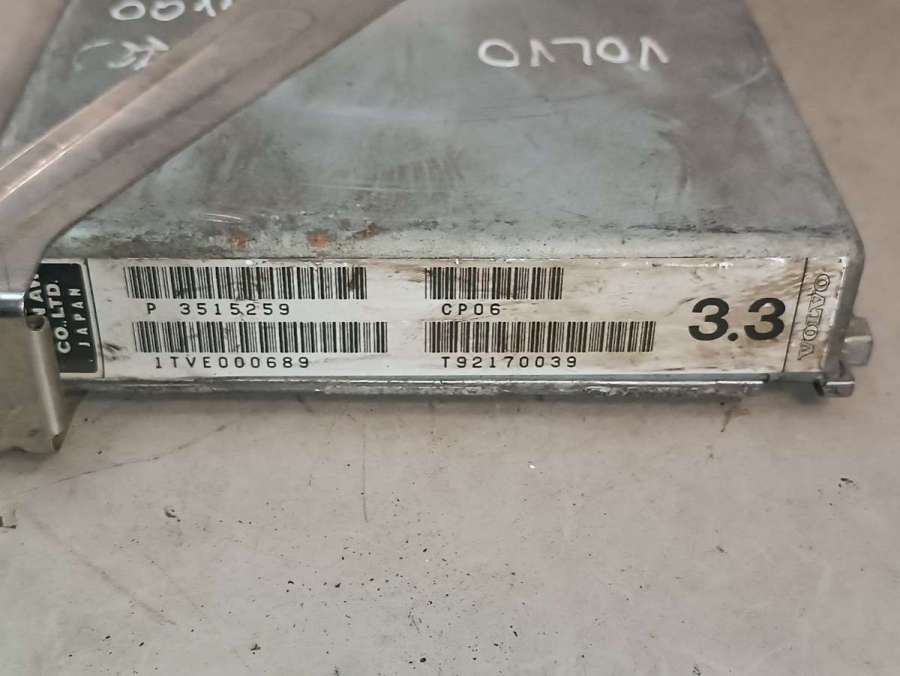 VOLVO
CO. LTD.
JAPAN
P 3515259
CP06
1TVE000689
T92170039
3.3
VOLVO